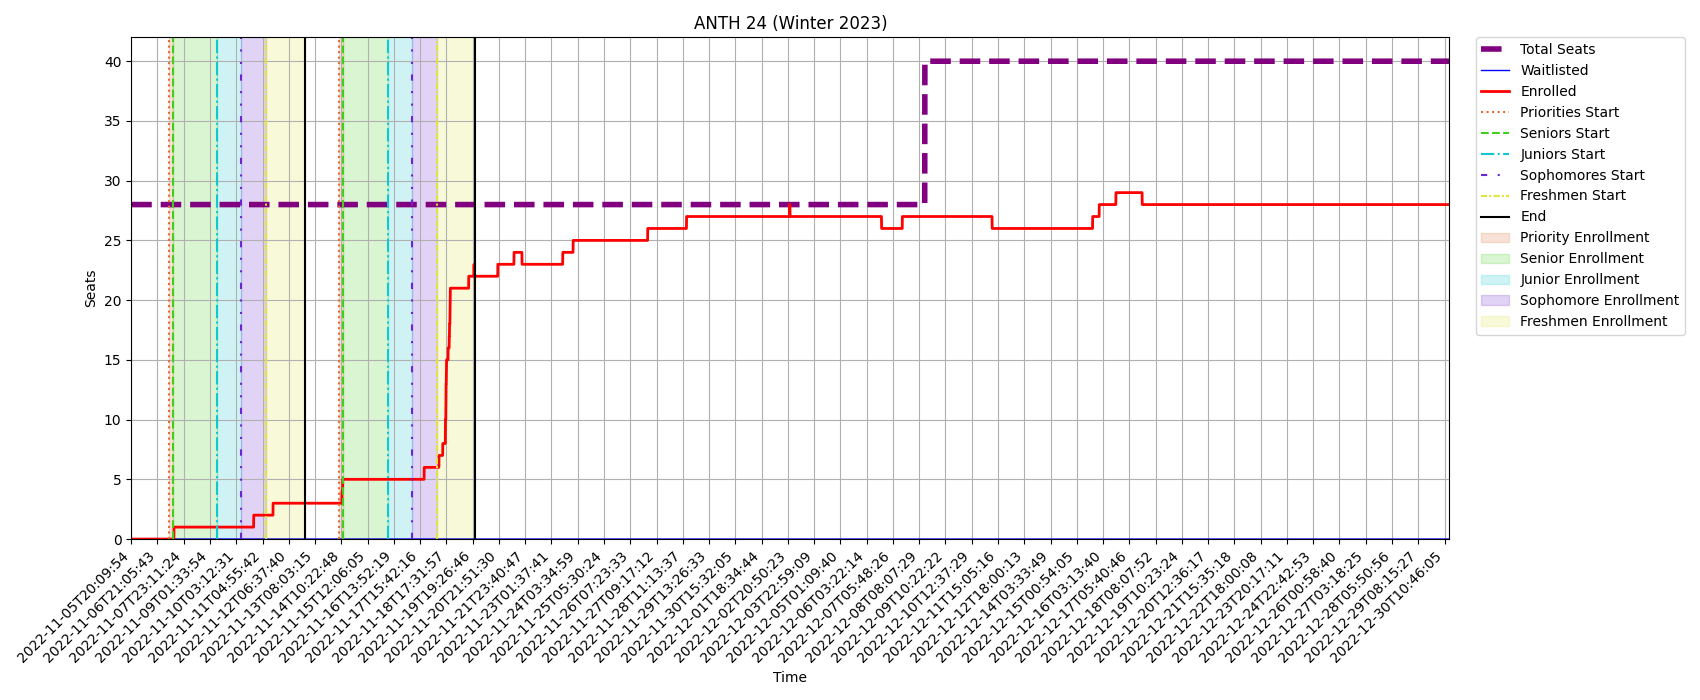 ANTH 24 (Winter 2023)
Seats
40
35
30
25
20
15
10
5
0
2022-11-05T20:09:54
2022-11-06T21:05:43
2022-11-07T23:11:24
2022-11-09T01:33:54
2022-11-10T03:12:31
2022-11-11T04:55:42
2022-11-12T06:37:40
2022-11-13T08:03:15
2022-11-14T10:22:48
2022-11-15T12:06:05
2022-11-16T13:52:19
2022-11-17T15:42:16
2022-11-18T17:31:57
2022-11-19T19:26:46
2022-11-20T21:51:30
2022-11-21T23:40:47
2022-11-23T01:37:41
2022-11-24T03:34:59
2022-11-25T05:30:24
2022-11-26T07:23:33
2022-11-27T09:17:12
2022-11-28T11:13:37
2022-11-29T13:26:33
2022-11-30T15:32:05
2022-12-01T18:34:44
2022-12-02T20:50:23
2022-12-03T22:59:09
2022-12-05T01:09:40
2022-12-06T03:22:14
2022-12-07T05:48:26
2022-12-08T08:07:29
2022-12-09T10:22:22
2022-12-10T12:37:29
2022-12-11T15:05:16
2022-12-12T18:00:13
2022-12-14T03:33:49
2022-12-15T00:54:05
2022-12-16T03:13:40
2022-12-17T05:40:46
2022-12-18T08:07:52
2022-12-19T10:23:24
2022-12-20T12:36:17
2022-12-21T15:35:18
2022-12-22T18:00:08
2022-12-23T20:17:11
2022-12-24T22:42:53
2022-12-26T00:58:40
2022-12-27T03:18:25
2022-12-28T05:50:56
2022-12-29T08:15:27
2022-12-30T10:46:05
Time
Total Seats
Waitlisted
Enrolled
Priorities Start
Seniors Start
Juniors Start
Sophomores Start
Freshmen Start
End
Priority Enrollment
Senior Enrollment
Junior Enrollment
Sophomore Enrollment
Freshmen Enrollment